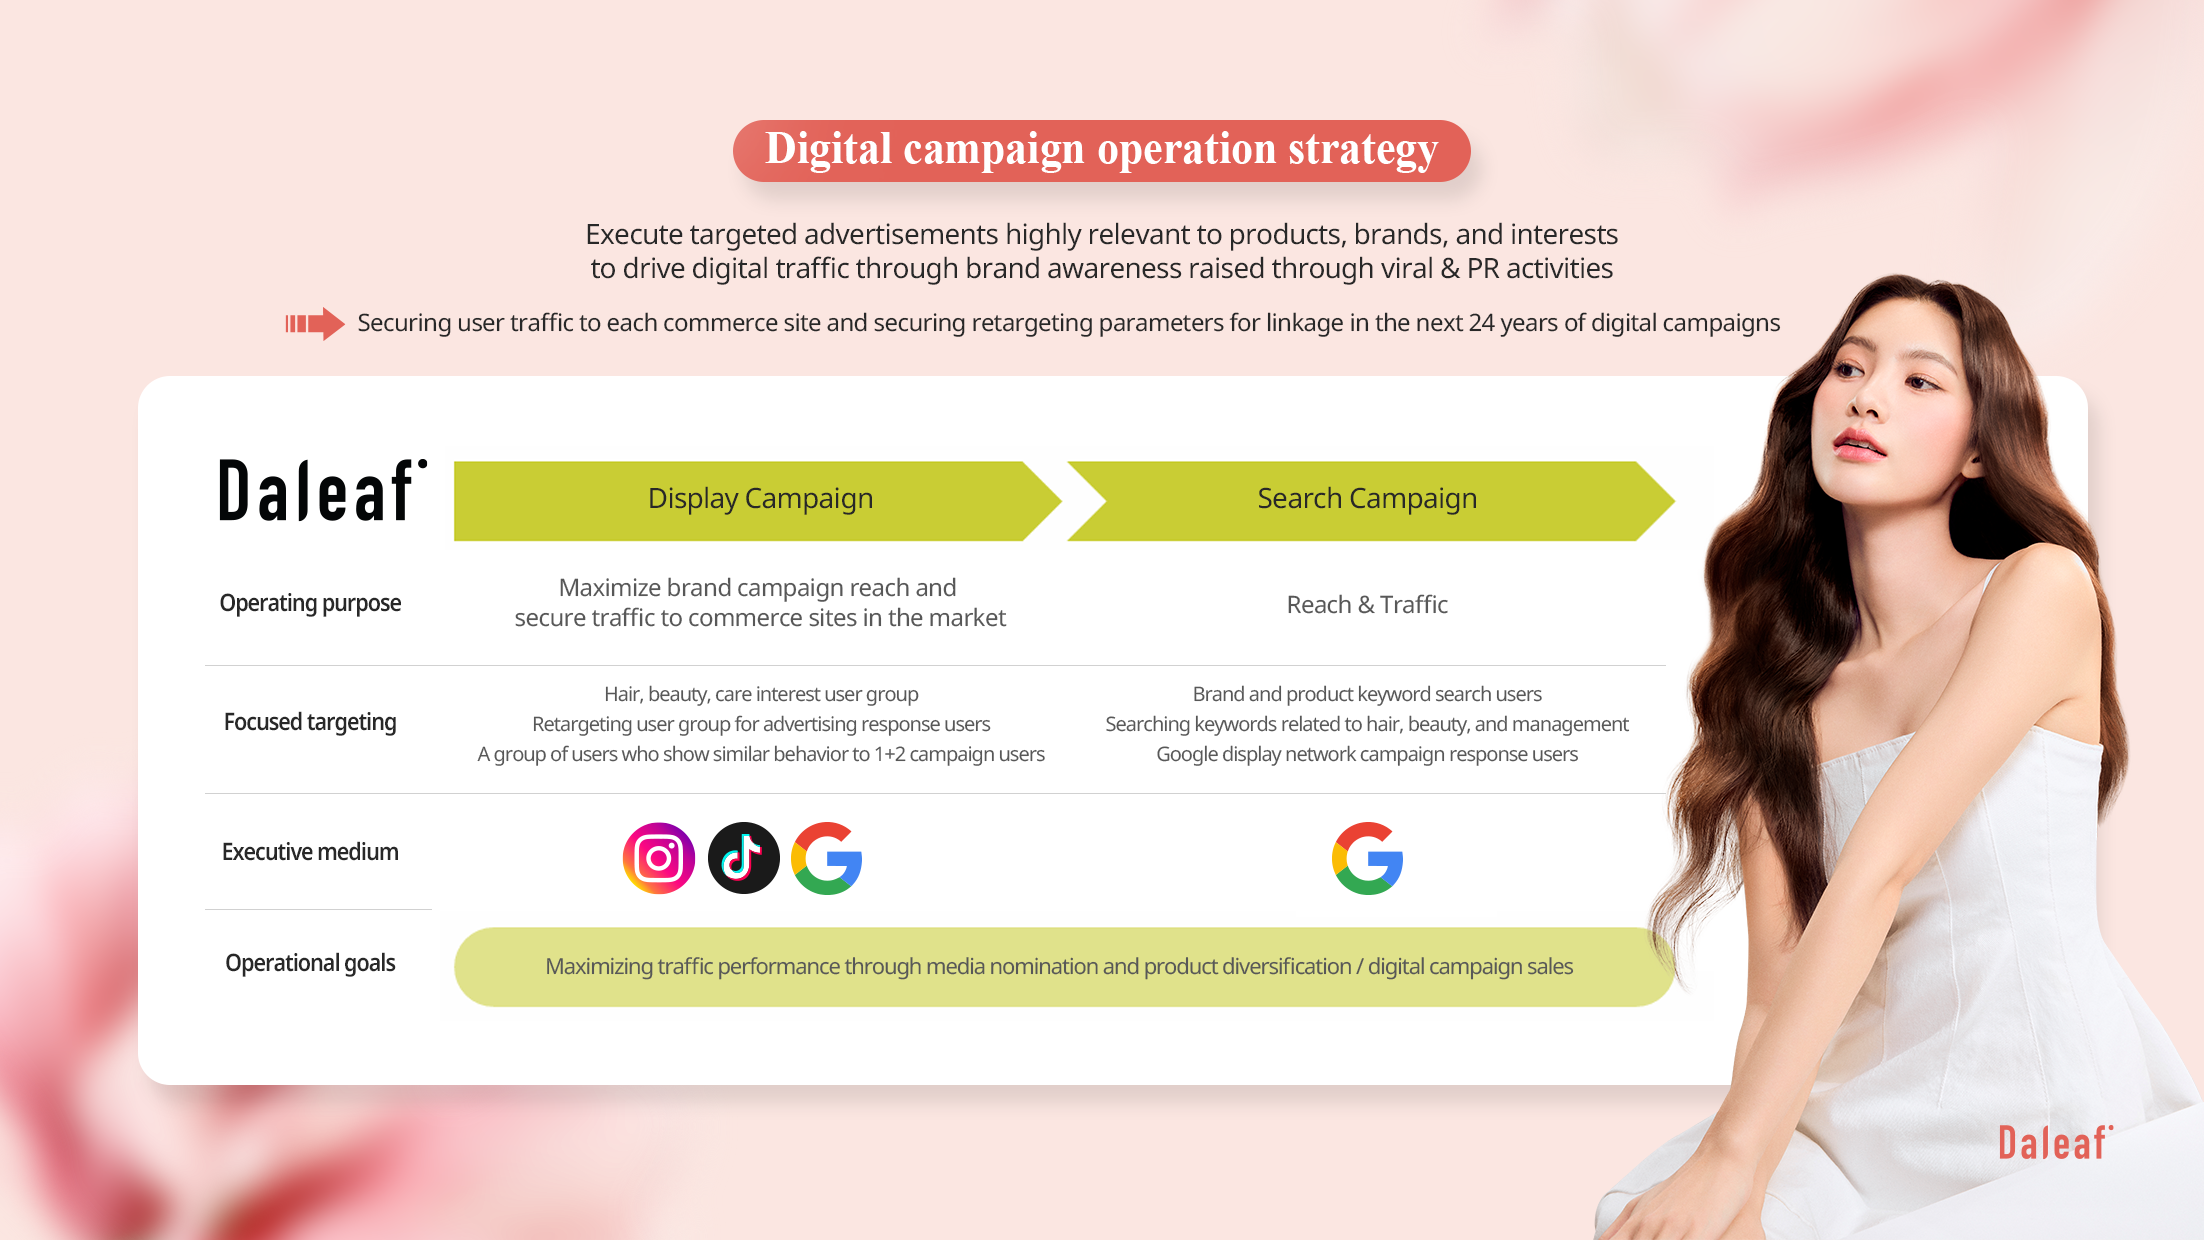 Digital campaign operation strategy
Execute targeted advertisements highly relevant to products, brands, and interests
to drive digital traffic through brand awareness raised through viral & PR activities
Securing user traffic to each commerce site and securing retargeting parameters for linkage in the next 24 years of digital campaigns
Daleaf
Display Campaign
Search Campaign
Operating purpose
Maximize brand campaign reach and
secure traffic to commerce sites in the market
Reach & Traffic
Focused targeting
Hair, beauty, care interest user group
Retargeting user group for advertising response users
A group of users who show similar behavior to 1+2 campaign users
Brand and product keyword search users
Searching keywords related to hair, beauty, and management
Google display network campaign response users
Executive medium
Operational goals
Maximizing traffic performance through media nomination and product diversification / digital campaign sales
Daleaf